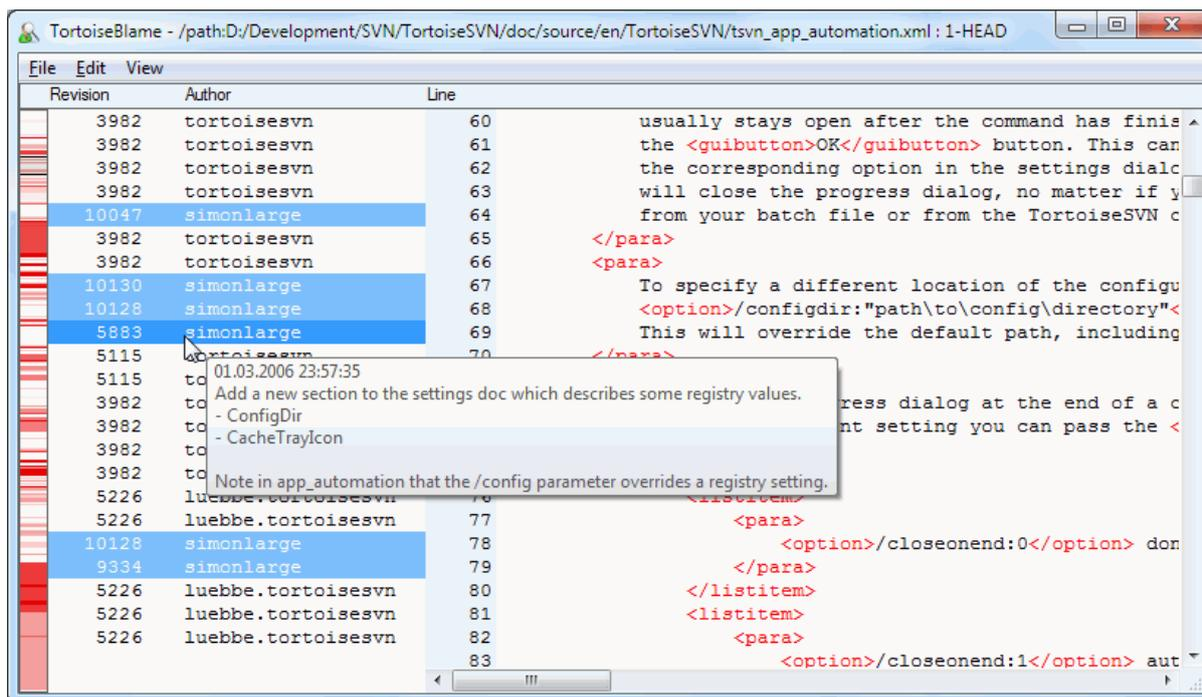 TortoiseBlame - /path:D:/Development/SVN/TortoiseSVN/doc/source/en/TortoiseSVN/tsvn_app_automation.xml : 1-HEAD
File Edit View
Revision Author Line
3982 tortoisesvn 60 usually stays open after the command has finis
3982 tortoisesvn 61 the <guibutton>OK</guibutton> button. This can
3982 tortoisesvn 62 the corresponding option in the settings dialo
3982 tortoisesvn 63 will close the progress dialog, no matter if y
10047 simonlarge 64 from your batch file or from the TortoiseSVN c
3982 tortoisesvn 65 </para>
3982 tortoisesvn 66 <para>
10130 simonlarge 67 To specify a different location of the configu
10128 simonlarge 68 <option>/configdir:"path\to\config\directory"<
5883 simonlarge 69 This will override the default path, including
5115 tortoisesvn 70 </para>
01.03.2006 23:57:35
Add a new section to the settings doc which describes some registry values.
- ConfigDir
- CacheTrayIcon
Note in app_automation that the /config parameter overrides a registry setting.
5115 to
3982 to ress dialog at the end of a c
3982 to nt setting you can pass the <
3982 to
3982 to
5226 luebbe.tortoisesvn 76 <listitem>
5226 luebbe.tortoisesvn 77 <para>
10128 simonlarge 78 <option>/closeonend:0</option> don
9334 simonlarge 79 </para>
5226 luebbe.tortoisesvn 80 </listitem>
5226 luebbe.tortoisesvn 81 <listitem>
5226 luebbe.tortoisesvn 82 <para>
83 <option>/closeonend:1</option> aut